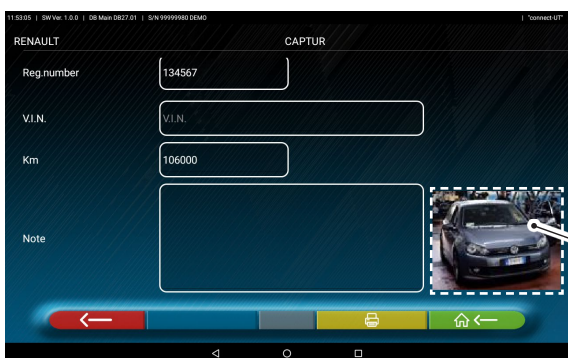 11:53:05 | SW Ver. 1.0.0 | DB Main DB27.01 | S/N 99999980 DEMO | "connect-UT"
RENAULT CAPTUR
Reg.number 134567
V.I.N. V.I.N.
Km 106000
Note